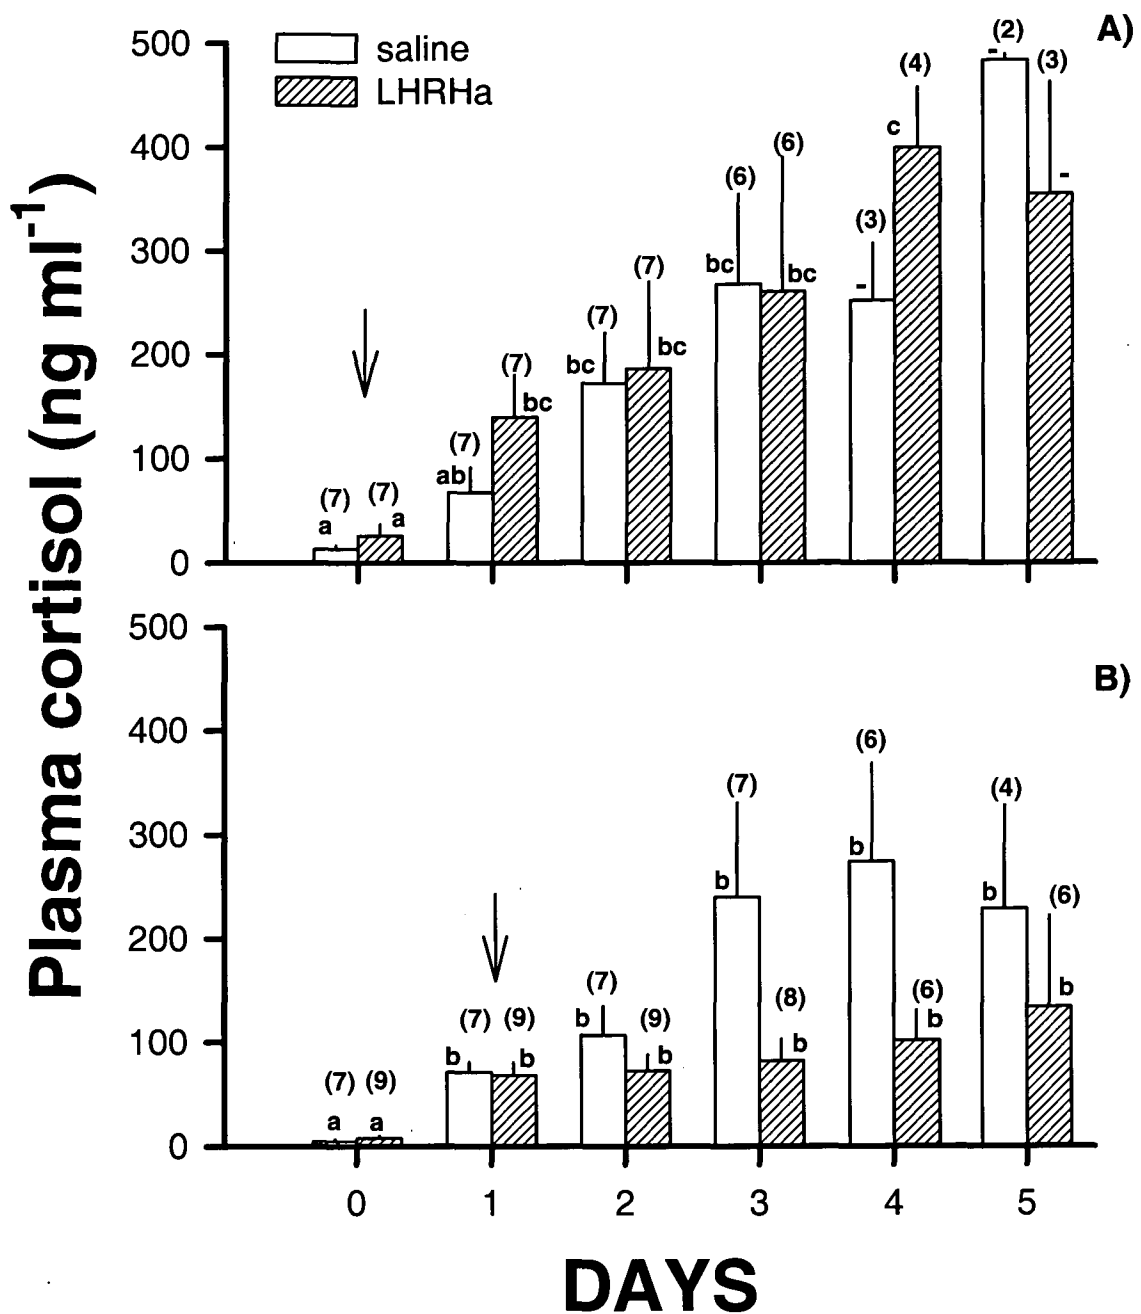 A)
saline
LHRHa
Plasma cortisol (ng ml-1)
500
400
300
200
100
0
(7) (7)
a a
(7) (7)
ab bc
(7) (7)
bc bc
(6) (6)
bc bc
(3) (4)
- c
(2) (3)
- -
B)
500
400
300
200
100
0
(7) (9)
a a
(7) (9)
b b
(7) (9)
b b
(7) (8)
b b
(6) (6)
b b
(4) (6)
b b
0 1 2 3 4 5
DAYS